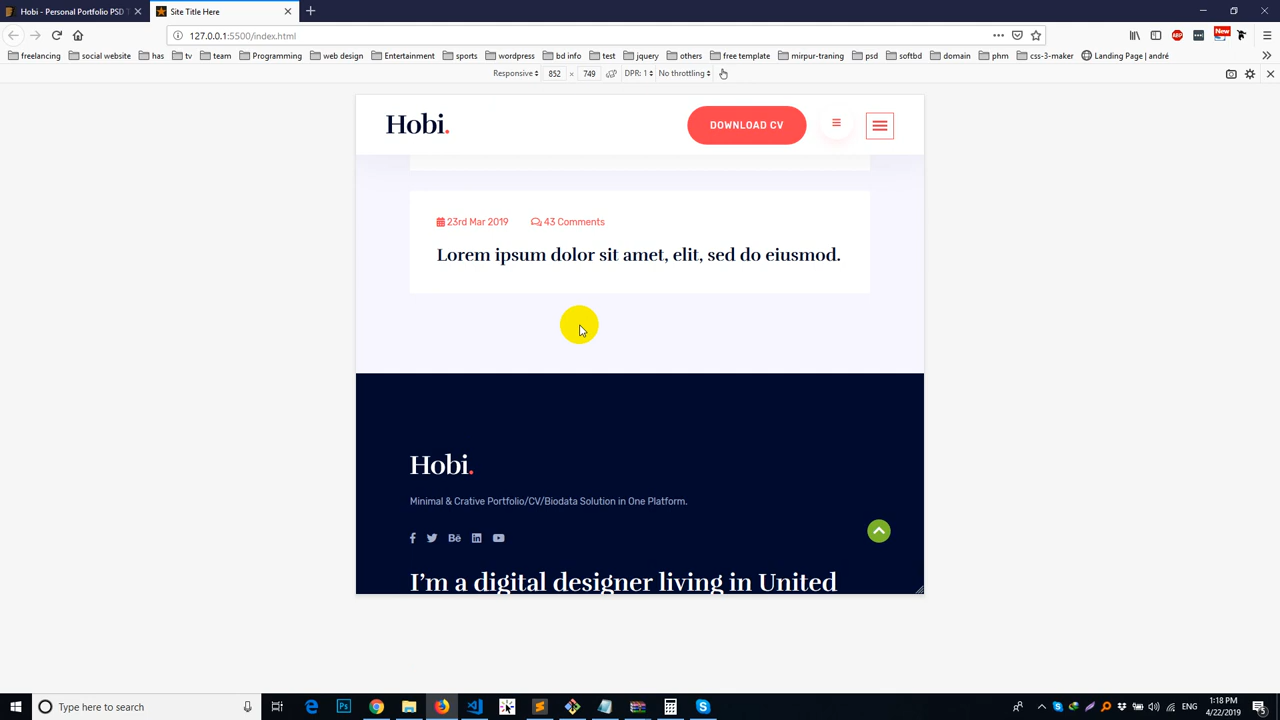 Hobi - Personal Portfolio PSD T
Site Title Here
127.0.0.1:5500/index.html
New
freelancing
social website
has
tv
team
Programming
web design
Entertainment
sports
wordpress
bd info
test
jquery
others
free template
mirpur-traning
psd
softbd
domain
phm
css-3-maker
Landing Page | andré
Responsive
852 × 749
DPR: 1
No throttling
Hobi.
DOWNLOAD CV
23rd Mar 2019
43 Comments
Lorem ipsum dolor sit amet, elit, sed do eiusmod.
Hobi.
Minimal & Crative Portfolio/CV/Biodata Solution in One Platform.
Bē
I'm a digital designer living in United
Type here to search
ENG
1:18 PM
4/22/2019